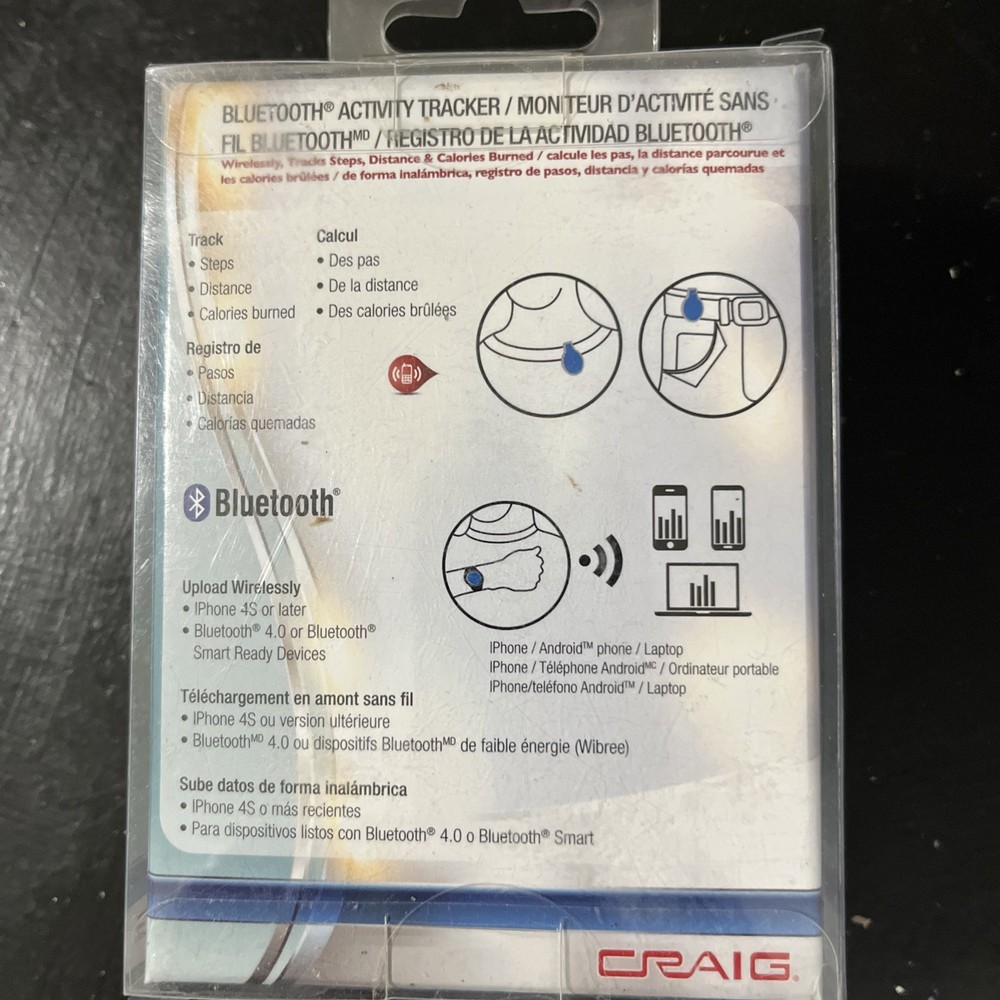 BLUETOOTH® ACTIVITY TRACKER / MONITEUR D'ACTIVITÉ SANS
FIL BLUETOOTHᴹᴰ / REGISTRO DE LA ACTIVIDAD BLUETOOTH®
Wirelessly, Tracks Steps, Distance & Calories Burned / calcule les pas, la distance parcourue et
les calories brûlées / de forma inalámbrica, registro de pasos, distancia y calorías quemadas
Track
• Steps
• Distance
• Calories burned
Calcul
• Des pas
• De la distance
• Des calories brûlées
Registro de
• Pasos
• Distancia
• Calorías quemadas
Bluetooth®
Upload Wirelessly
• IPhone 4S or later
• Bluetooth® 4.0 or Bluetooth®
Smart Ready Devices
IPhone / Android™ phone / Laptop
IPhone / Téléphone Androidᴹᶜ / Ordinateur portable
IPhone/teléfono Android™ / Laptop
Téléchargement en amont sans fil
• IPhone 4S ou version ultérieure
• Bluetoothᴹᴰ 4.0 ou dispositifs Bluetoothᴹᴰ de faible énergie (Wibree)
Sube datos de forma inalámbrica
• IPhone 4S o más recientes
• Para dispositivos listos con Bluetooth® 4.0 o Bluetooth® Smart
CRAIG®